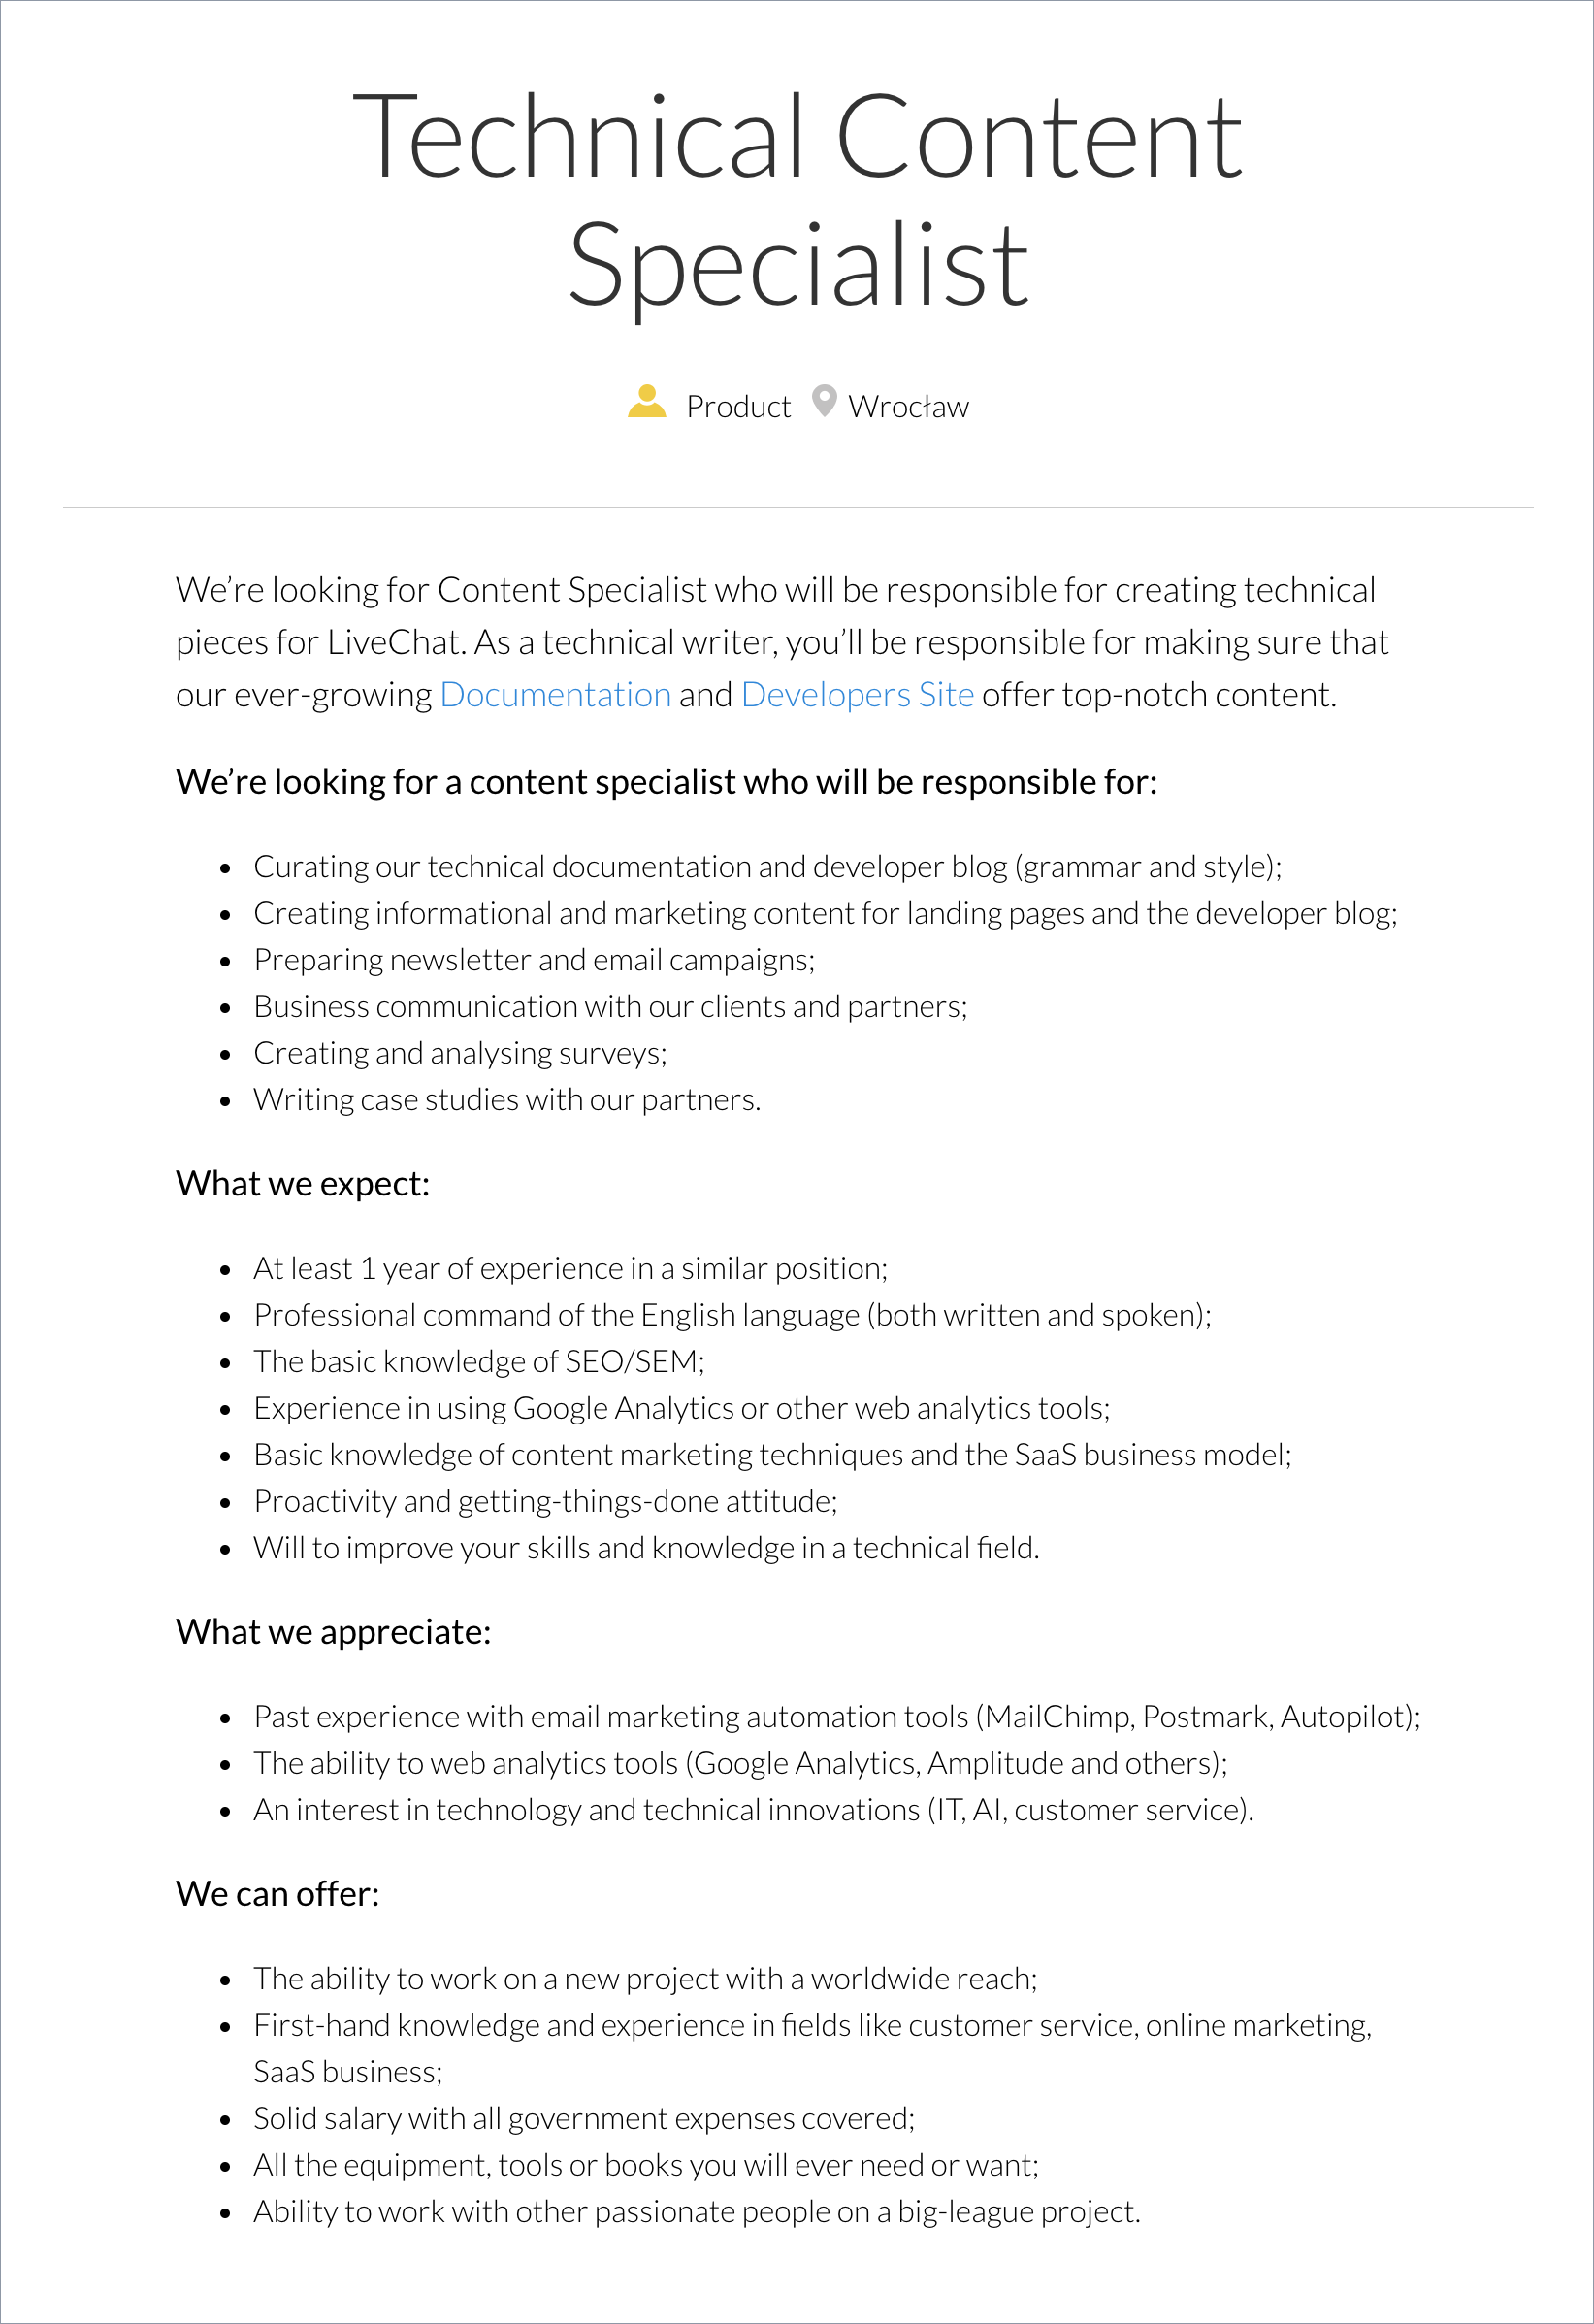 Technical Content
Specialist
Product Wrocław
We’re looking for Content Specialist who will be responsible for creating technical
pieces for LiveChat. As a technical writer, you’ll be responsible for making sure that
our ever-growing Documentation and Developers Site offer top-notch content.
We’re looking for a content specialist who will be responsible for:
• Curating our technical documentation and developer blog (grammar and style);
• Creating informational and marketing content for landing pages and the developer blog;
• Preparing newsletter and email campaigns;
• Business communication with our clients and partners;
• Creating and analysing surveys;
• Writing case studies with our partners.
What we expect:
• At least 1 year of experience in a similar position;
• Professional command of the English language (both written and spoken);
• The basic knowledge of SEO/SEM;
• Experience in using Google Analytics or other web analytics tools;
• Basic knowledge of content marketing techniques and the SaaS business model;
• Proactivity and getting-things-done attitude;
• Will to improve your skills and knowledge in a technical field.
What we appreciate:
• Past experience with email marketing automation tools (MailChimp, Postmark, Autopilot);
• The ability to web analytics tools (Google Analytics, Amplitude and others);
• An interest in technology and technical innovations (IT, AI, customer service).
We can offer:
• The ability to work on a new project with a worldwide reach;
• First-hand knowledge and experience in fields like customer service, online marketing,
SaaS business;
• Solid salary with all government expenses covered;
• All the equipment, tools or books you will ever need or want;
• Ability to work with other passionate people on a big-league project.